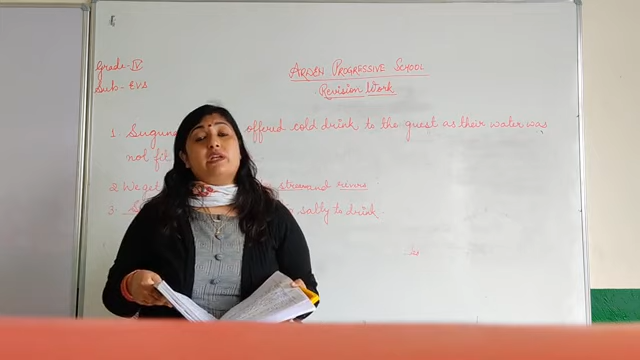 Grade-IV
Sub- EVS
ARDEN PROGRESSIVE SCHOOL
Revision Work
1. Sugun offered cold drink to the guest as their water was
not fit
2. We get stream and rivers
3. salty to drink.